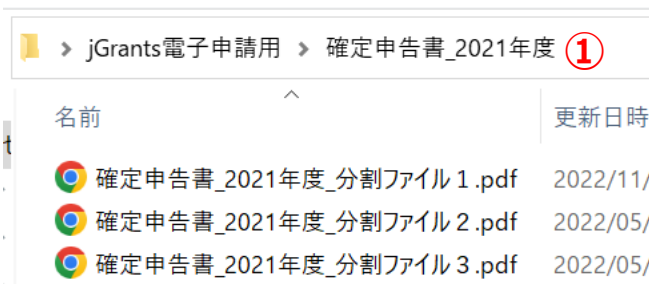 jGrants電子申請用 > 確定申告書_2021年度 ①
名前 更新日時
確定申告書_2021年度_分割ファイル１.pdf 2022/11/
確定申告書_2021年度_分割ファイル２.pdf 2022/05/
確定申告書_2021年度_分割ファイル３.pdf 2022/05/